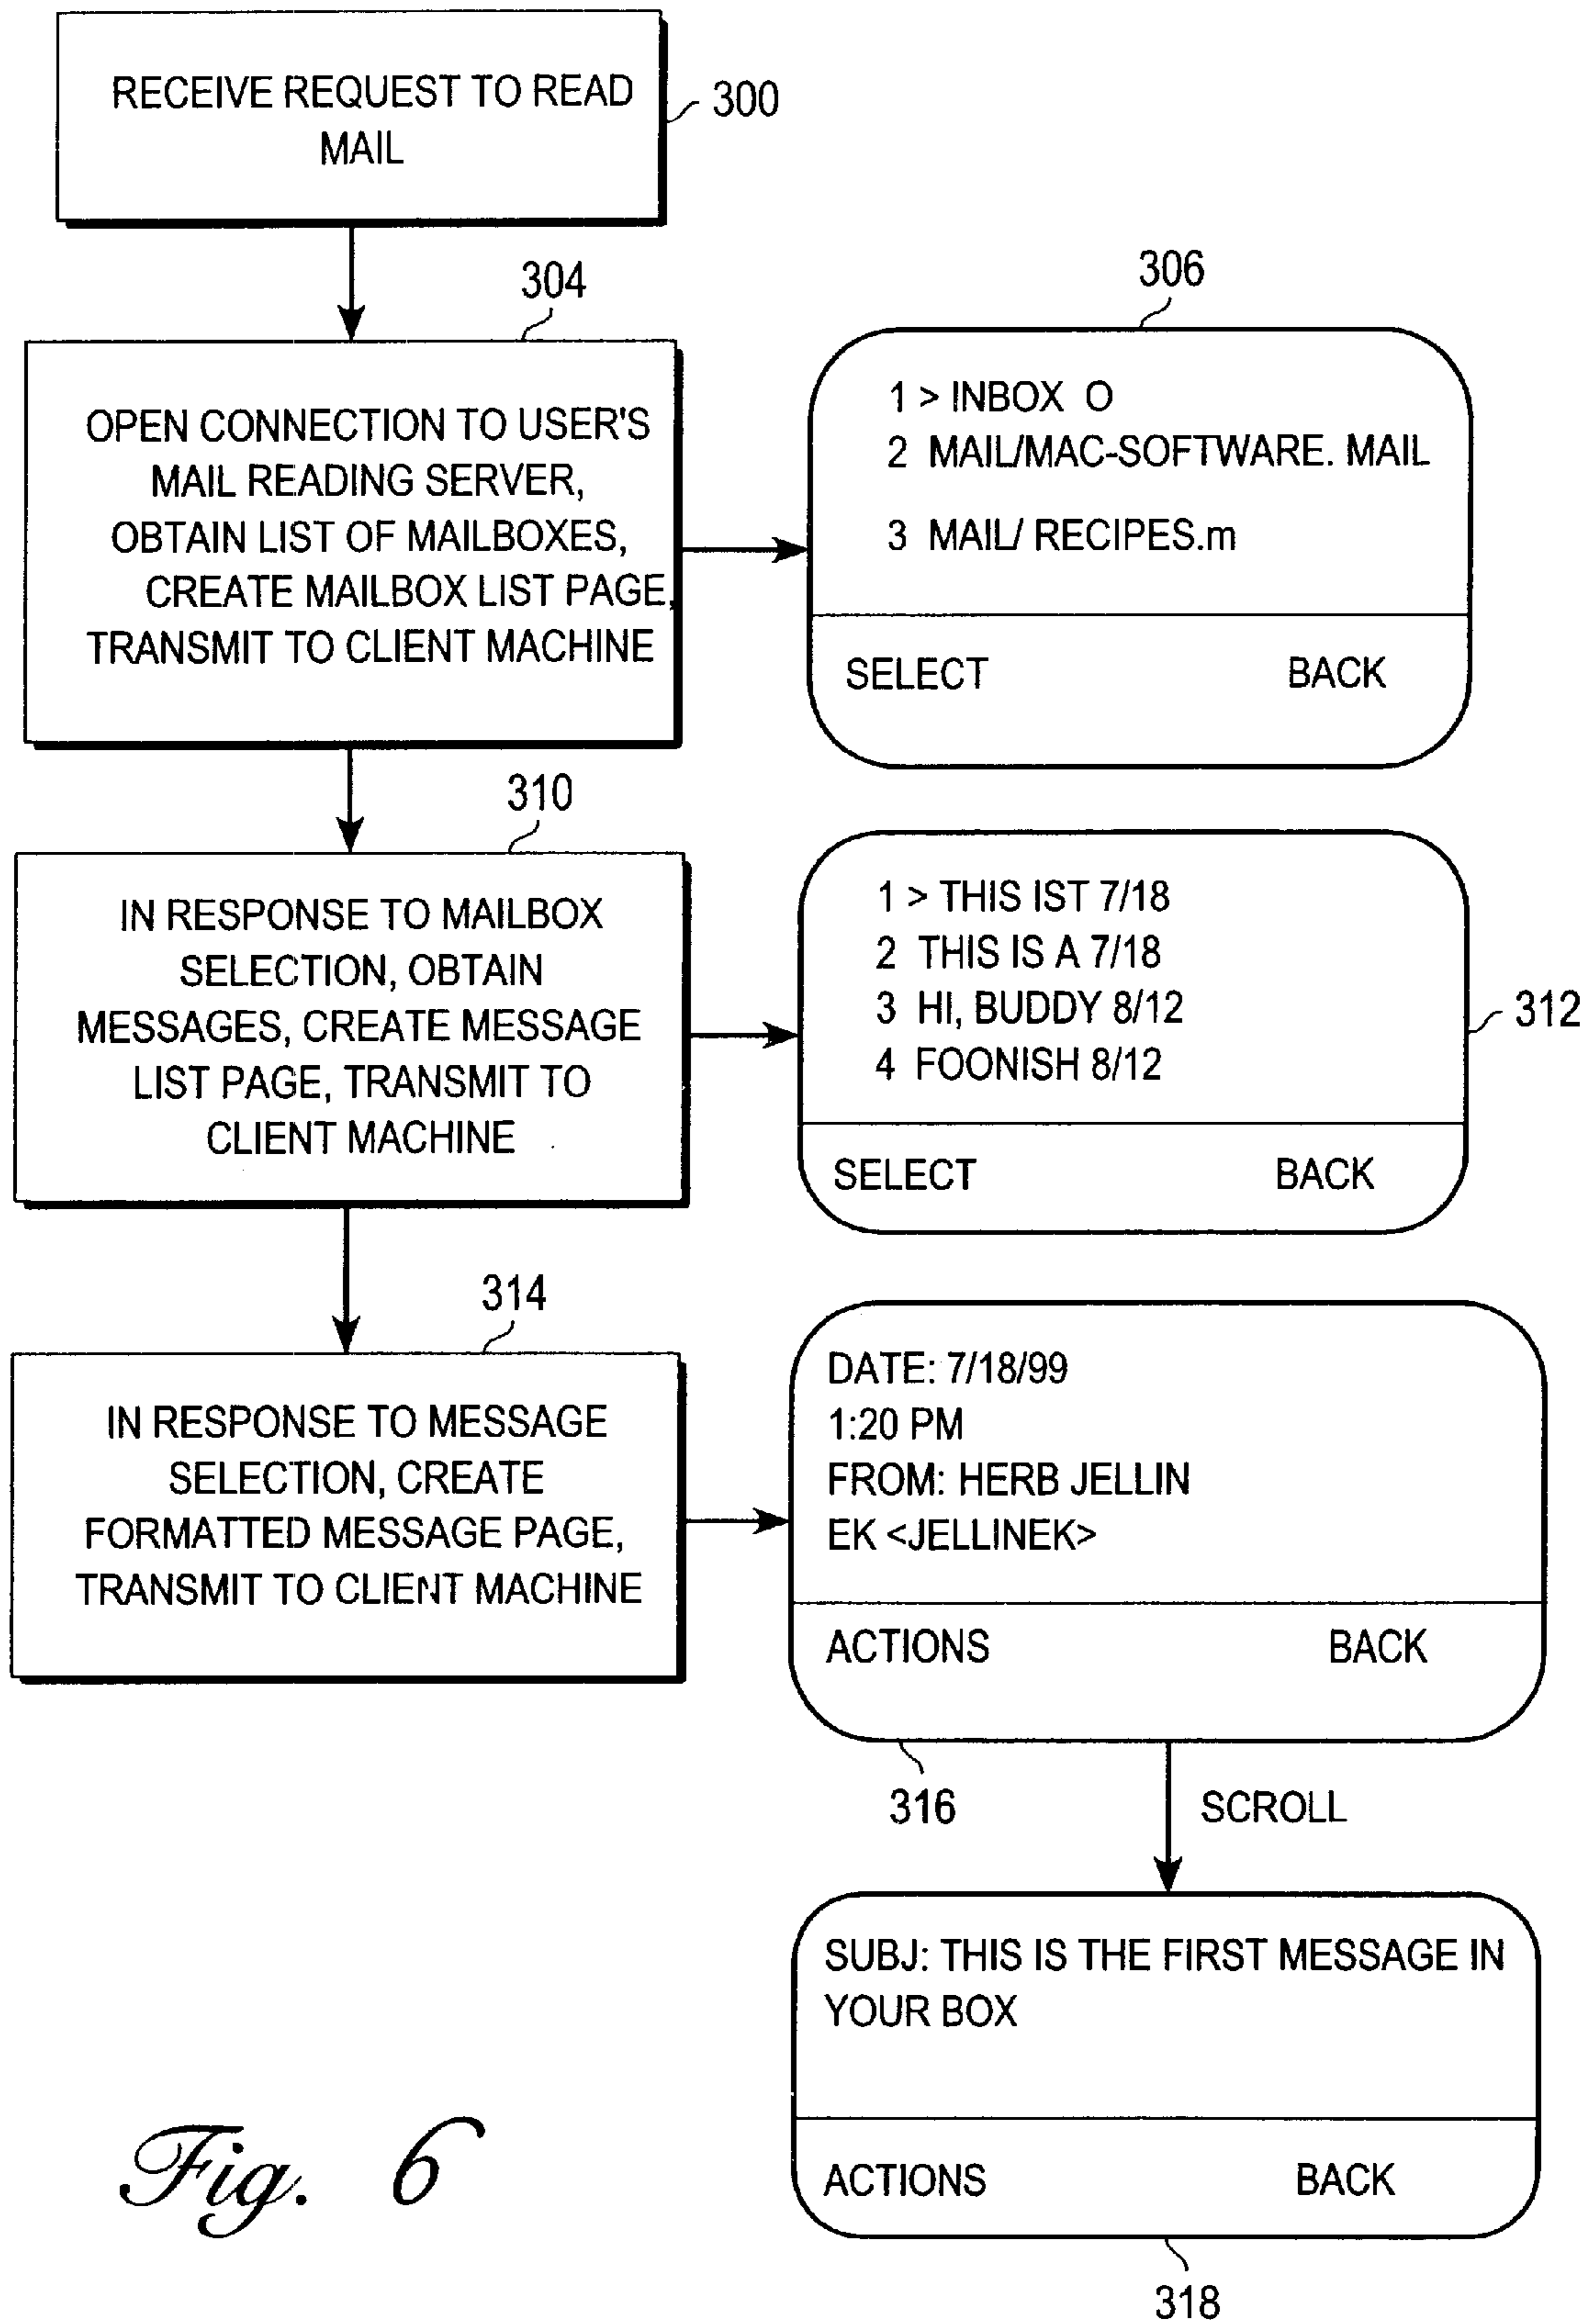 RECEIVE REQUEST TO READ
MAIL
300
304
OPEN CONNECTION TO USER'S
MAIL READING SERVER,
OBTAIN LIST OF MAILBOXES,
CREATE MAILBOX LIST PAGE,
TRANSMIT TO CLIENT MACHINE
306
1 > INBOX O
2 MAIL/MAC-SOFTWARE. MAIL
3 MAIL/ RECIPES.m
SELECT BACK
310
IN RESPONSE TO MAILBOX
SELECTION, OBTAIN
MESSAGES, CREATE MESSAGE
LIST PAGE, TRANSMIT TO
CLIENT MACHINE
1 > THIS IST 7/18
2 THIS IS A 7/18
3 HI, BUDDY 8/12
4 FOONISH 8/12
SELECT BACK
312
314
IN RESPONSE TO MESSAGE
SELECTION, CREATE
FORMATTED MESSAGE PAGE,
TRANSMIT TO CLIENT MACHINE
DATE: 7/18/99
1:20 PM
FROM: HERB JELLIN
EK <JELLINEK>
ACTIONS BACK
316
SCROLL
SUBJ: THIS IS THE FIRST MESSAGE IN
YOUR BOX
ACTIONS BACK
318
Fig. 6